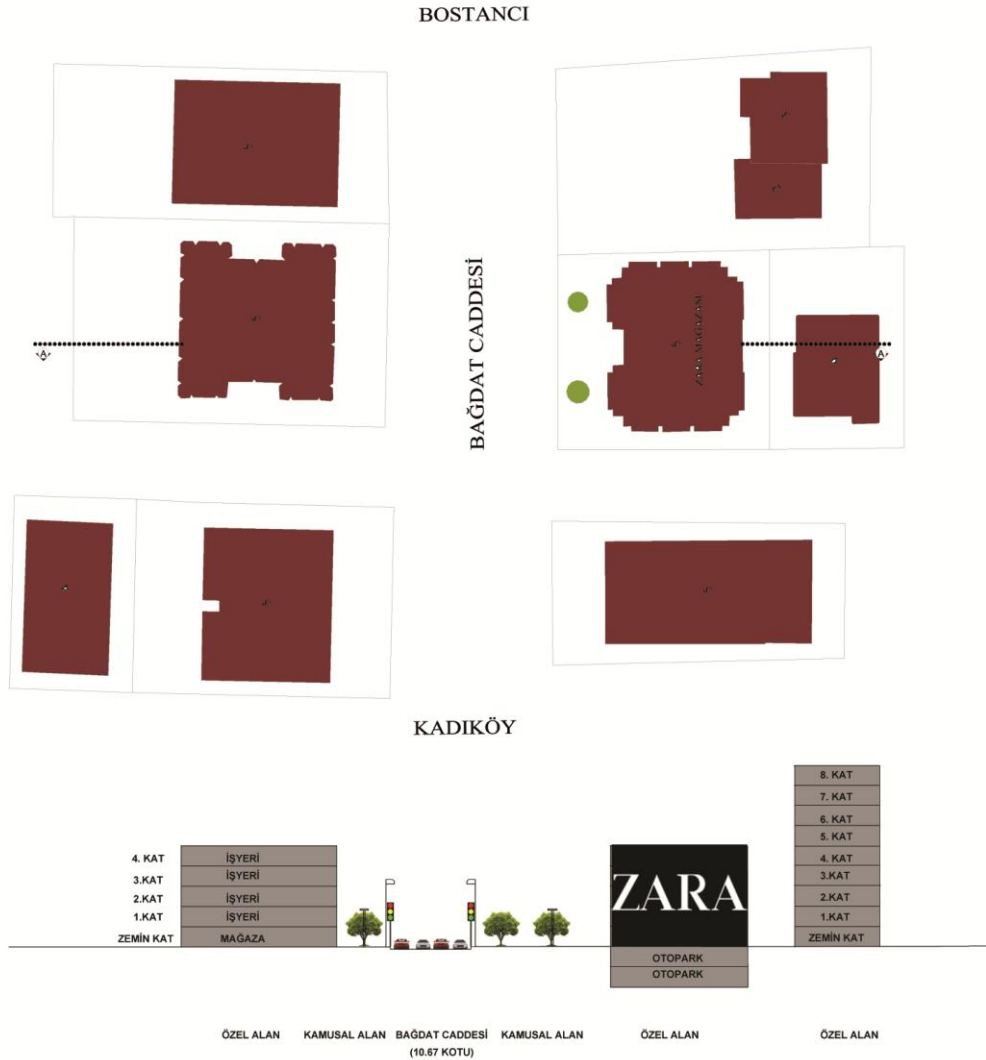 BOSTANCI
BAĞDAT CADDESİ
ZARA MAĞAZASI
A
A
KADIKÖY
8. KAT
7. KAT
6. KAT
5. KAT
4. KAT İŞYERİ ZARA 4. KAT
3.KAT İŞYERİ 3.KAT
2.KAT İŞYERİ 2.KAT
1.KAT İŞYERİ 1.KAT
ZEMİN KAT MAĞAZA ZEMİN KAT
OTOPARK
OTOPARK
ÖZEL ALAN KAMUSAL ALAN BAĞDAT CADDESİ KAMUSAL ALAN ÖZEL ALAN ÖZEL ALAN
(10.67 KOTU)